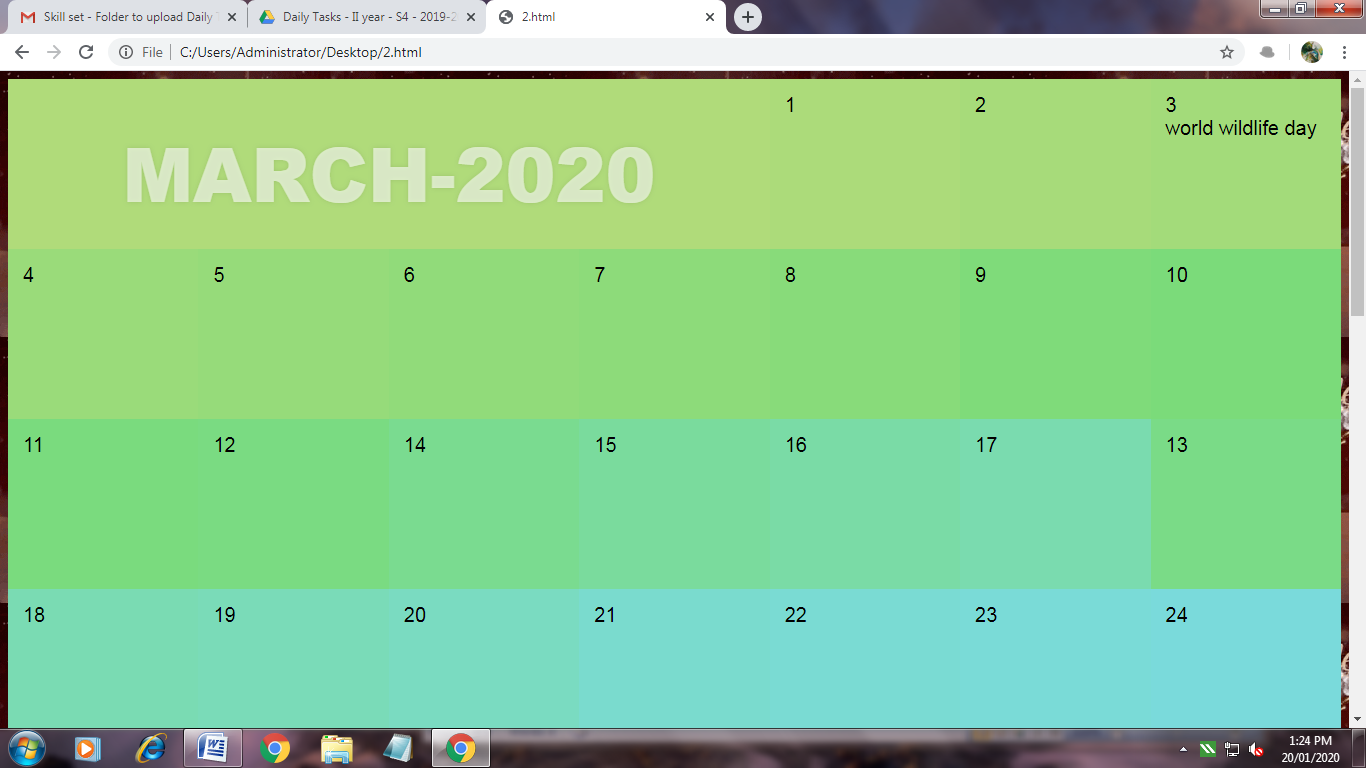 Skill set - Folder to upload Daily T
Daily Tasks - II year - S4 - 2019-2
2.html
File
C:/Users/Administrator/Desktop/2.html
MARCH-2020
1 2 3
world wildlife day
4 5 6 7 8 9 10
11 12 14 15 16 17 13
18 19 20 21 22 23 24
1:24 PM
20/01/2020